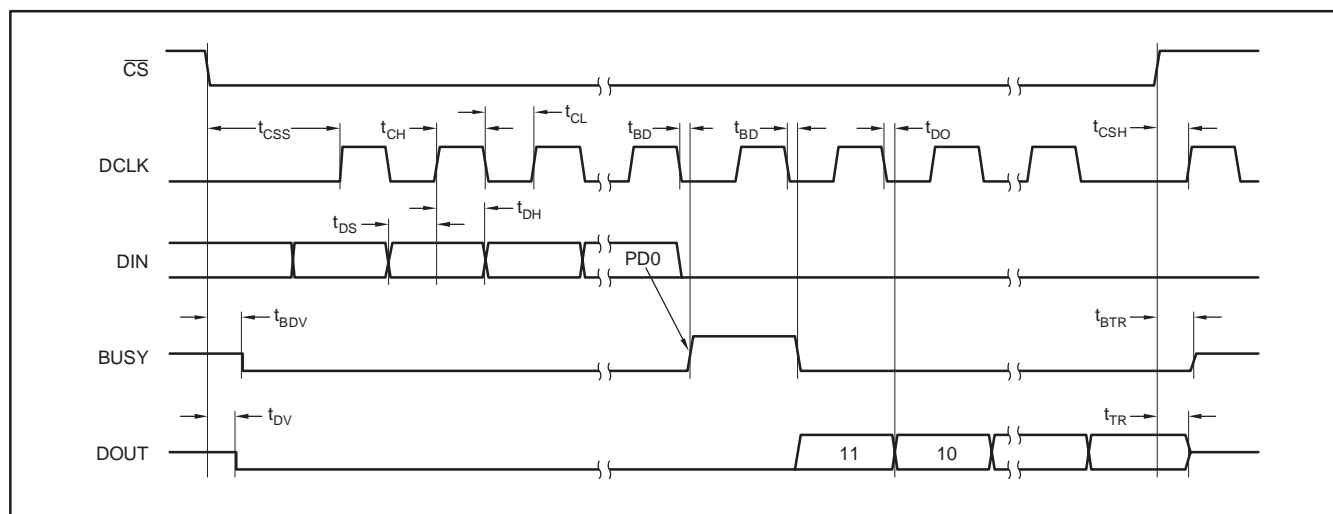 CS
tCSS
tCH
tCL
tBD
tBD
tDO
tCSH
DCLK
tDS
tDH
DIN
PD0
tBDV
tBTR
BUSY
tDV
tTR
DOUT
11
10